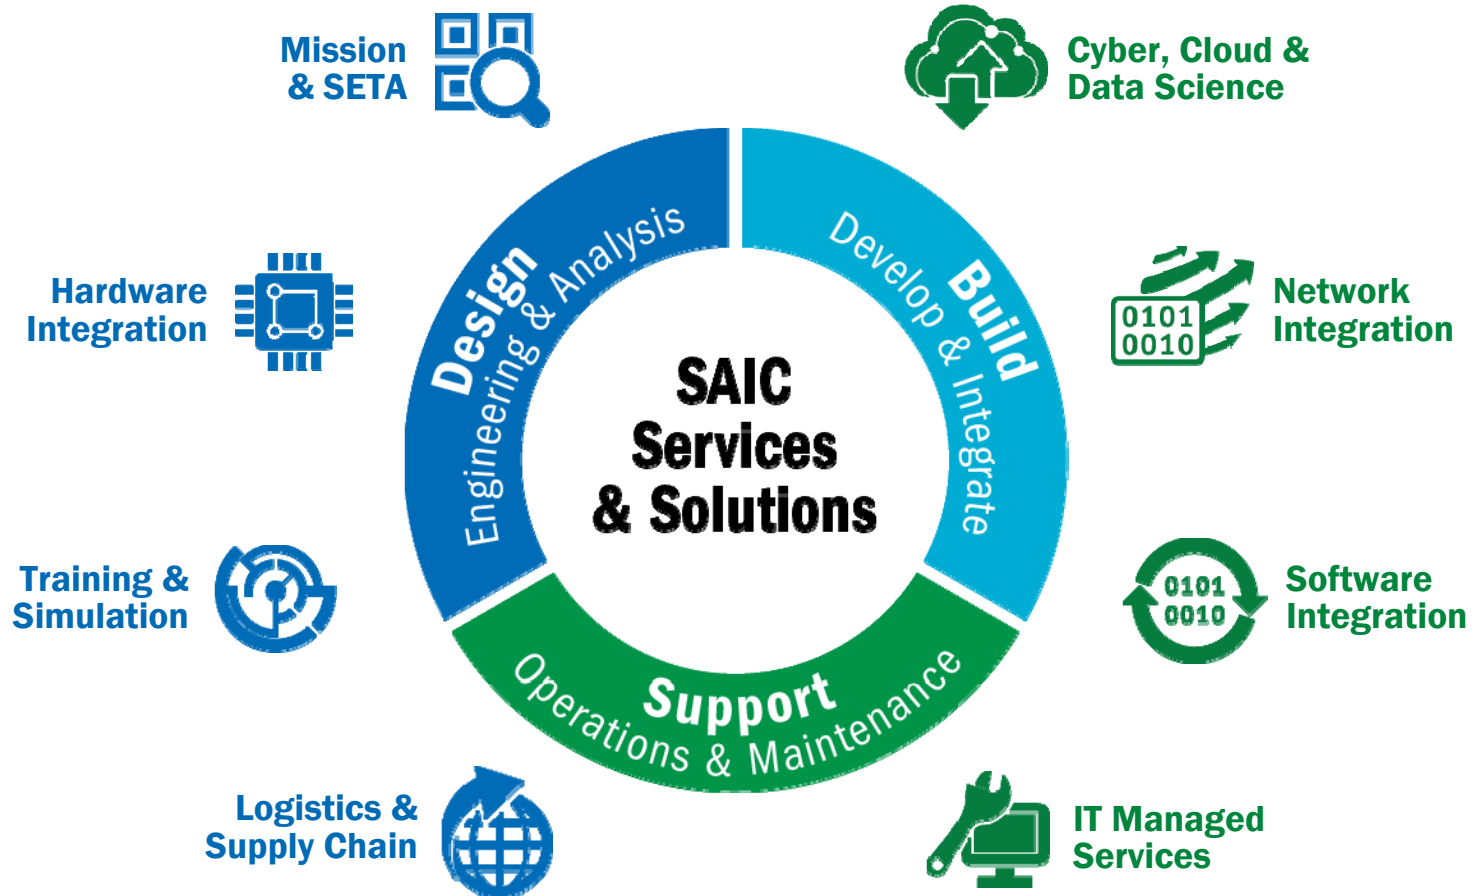 Mission
& SETA
Cyber, Cloud &
Data Science
Hardware
Integration
Design
Engineering & Analysis
Build
Develop & Integrate
Network
Integration
0101
0010
SAIC
Services
& Solutions
Training &
Simulation
0101
0010
Software
Integration
Support
Operations & Maintenance
Logistics &
Supply Chain
IT Managed
Services